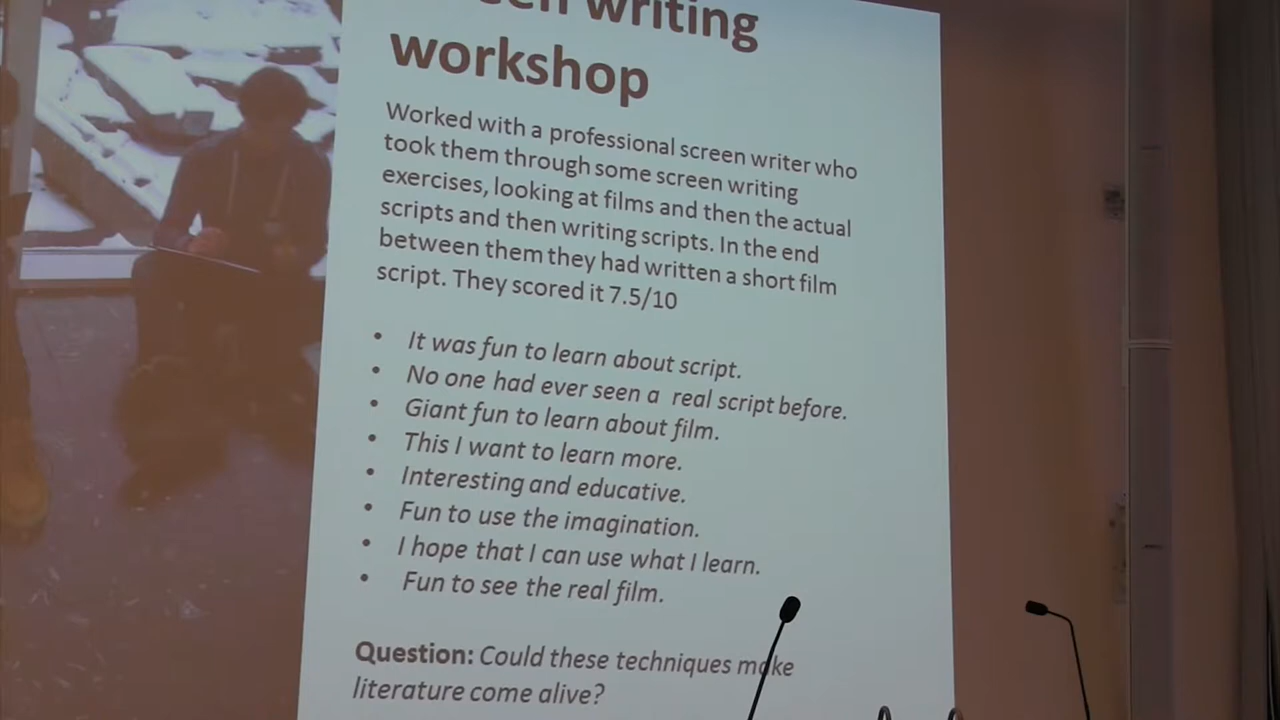 writing
workshop
Worked with a professional screen writer who
took them through some screen writing
exercises, looking at films and then the actual
scripts and then writing scripts. In the end
between them they had written a short film
script. They scored it 7.5/10
• It was fun to learn about script.
• No one had ever seen a real script before.
• Giant fun to learn about film.
• This I want to learn more.
• Interesting and educative.
• Fun to use the imagination.
• I hope that I can use what I learn.
• Fun to see the real film.
Question: Could these techniques make
literature come alive?